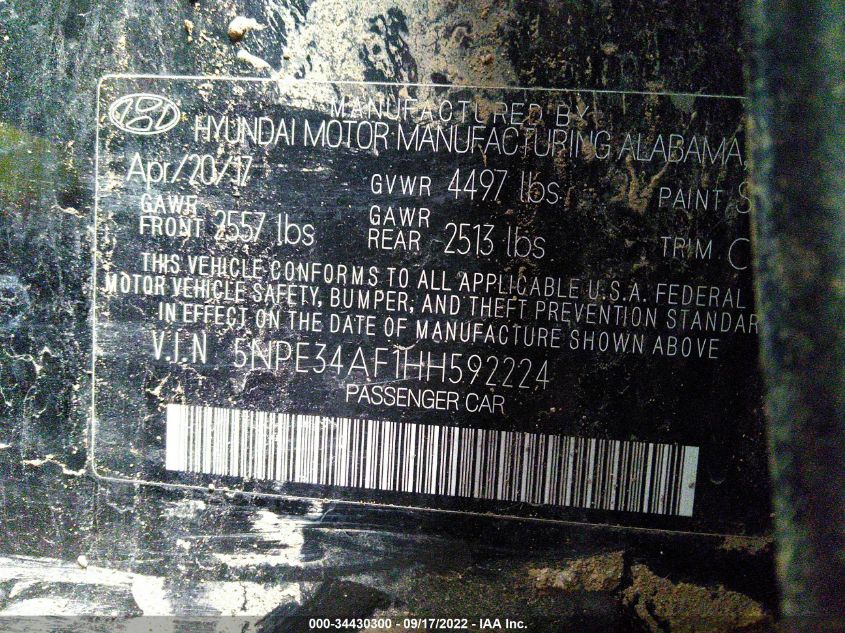 MANUFACTURED BY
HYUNDAI MOTOR MANUFACTURING ALABAMA,
Apr/20/17 GVWR 4497 lbs PAINT S
GAWR FRONT 2557 lbs GAWR REAR 2513 lbs TRIM C
THIS VEHICLE CONFORMS TO ALL APPLICABLE U.S.A. FEDERAL
MOTOR VEHICLE SAFETY, BUMPER, AND THEFT PREVENTION STANDAR
IN EFFECT ON THE DATE OF MANUFACTURE SHOWN ABOVE
V.I.N 5NPE34AF1HH592224
PASSENGER CAR
000-34430300 - 09/17/2022 - IAA Inc.